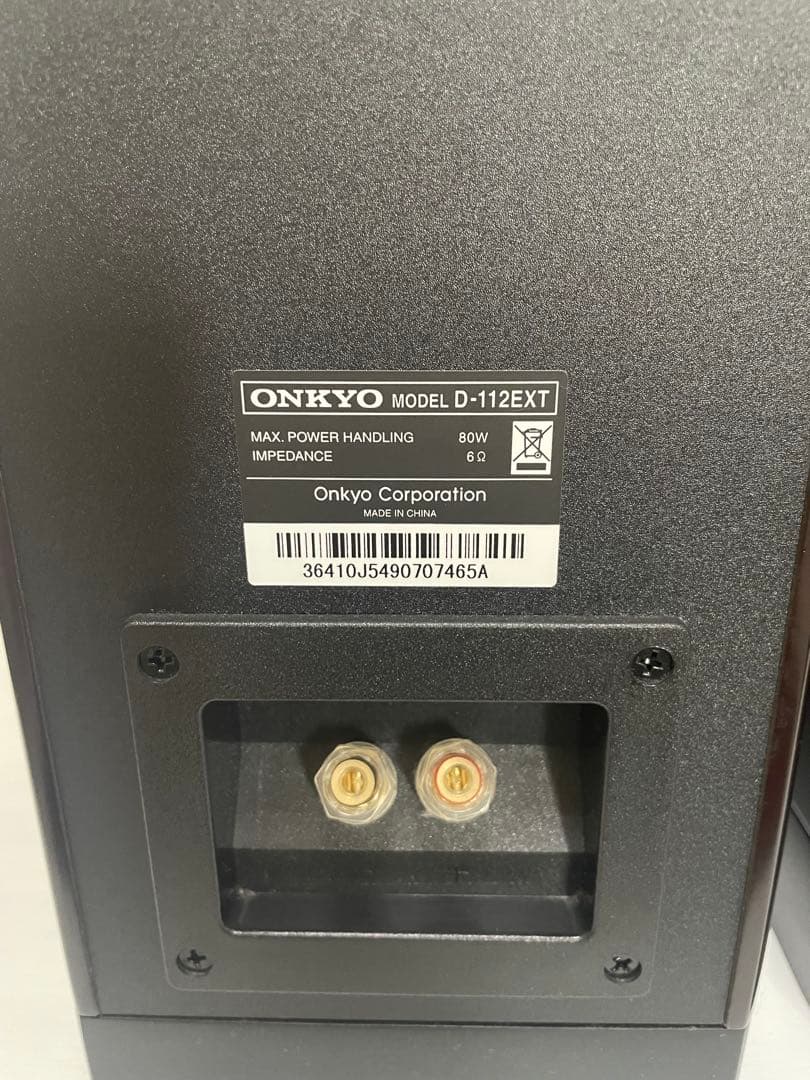 ONKYO MODEL D-112EXT
MAX. POWER HANDLING 80W
IMPEDANCE 6Ω
Onkyo Corporation
MADE IN CHINA
36410J5490707465A